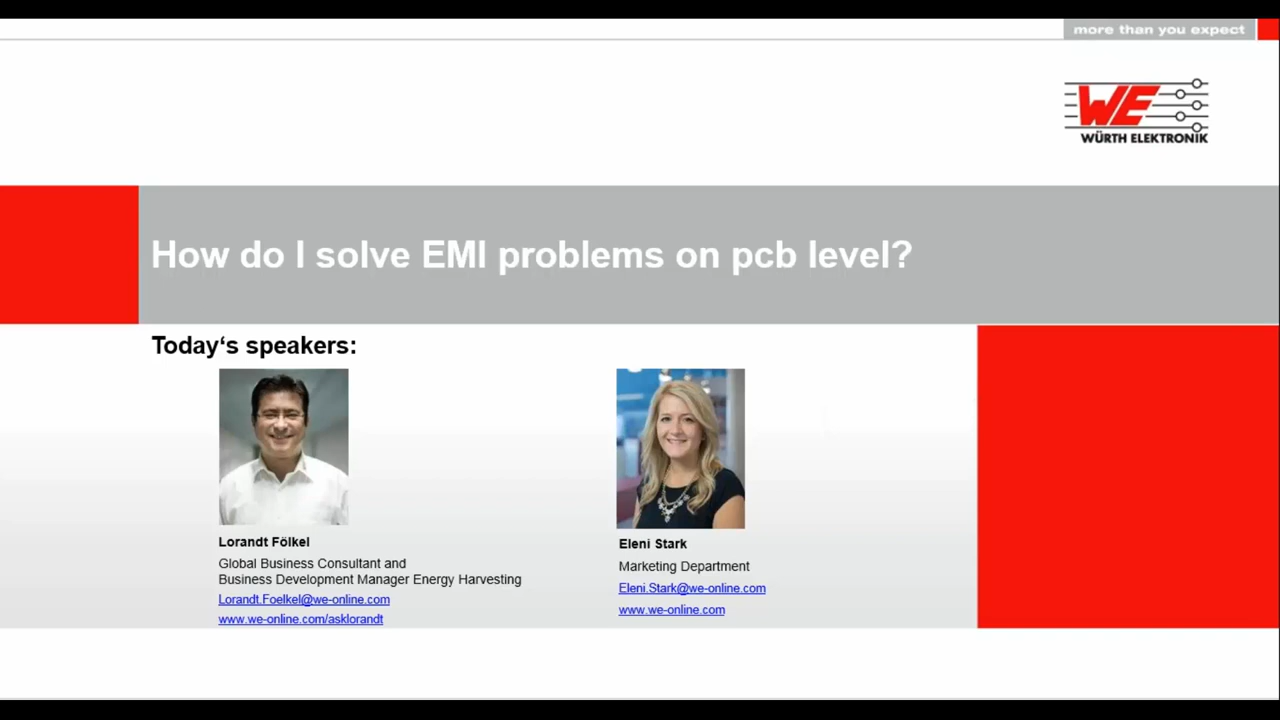 more than you expect
WE
WÜRTH ELEKTRONIK
How do I solve EMI problems on pcb level?
Today‘s speakers:
Lorandt Fölkel
Global Business Consultant and
Business Development Manager Energy Harvesting
Lorandt.Foelkel@we-online.com
www.we-online.com/asklorandt
Eleni Stark
Marketing Department
Eleni.Stark@we-online.com
www.we-online.com